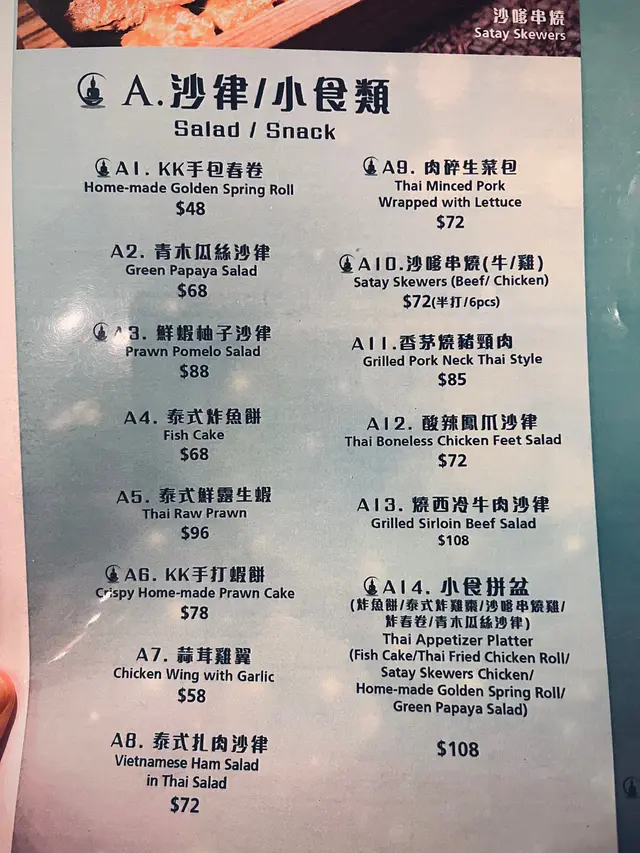 沙嗲串燒
Satay Skewers
A.沙律/小食類
Salad / Snack
A1. KK手包春卷
Home-made Golden Spring Roll
$48
A2. 青木瓜絲沙律
Green Papaya Salad
$68
A3. 鮮蝦柚子沙律
Prawn Pomelo Salad
$88
A4. 泰式炸魚餅
Fish Cake
$68
A5. 泰式鮮露生蝦
Thai Raw Prawn
$96
A6. KK手打蝦餅
Crispy Home-made Prawn Cake
$78
A7. 蒜茸雞翼
Chicken Wing with Garlic
$58
A8. 泰式扎肉沙律
Vietnamese Ham Salad
in Thai Salad
$72
A9. 肉碎生菜包
Thai Minced Pork
Wrapped with Lettuce
$72
A10.沙嗲串燒(牛/雞)
Satay Skewers (Beef/ Chicken)
$72(半打/6pcs)
A11.香茅燒豬頸肉
Grilled Pork Neck Thai Style
$85
A12. 酸辣鳳爪沙律
Thai Boneless Chicken Feet Salad
$72
A13. 燒西冷牛肉沙律
Grilled Sirloin Beef Salad
$108
A14. 小食拼盆
(炸魚餅/泰式炸雞棗/沙嗲串燒雞/
炸春卷/青木瓜絲沙律)
Thai Appetizer Platter
(Fish Cake/Thai Fried Chicken Roll/
Satay Skewers Chicken/
Home-made Golden Spring Roll/
Green Papaya Salad)
$108